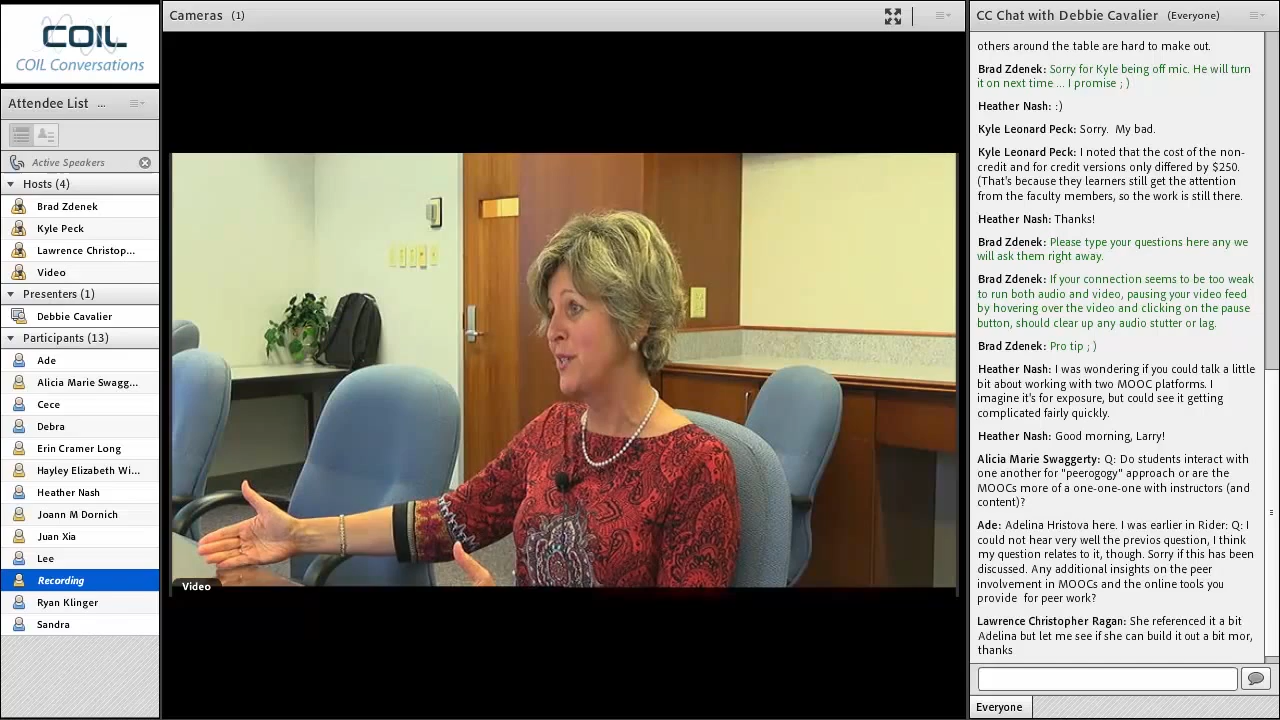 COIL
COIL Conversations
Attendee List ...
Active Speakers
Hosts (4)
Brad Zdenek
Kyle Peck
Lawrence Christop...
Video
Presenters (1)
Debbie Cavalier
Participants (13)
Ade
Alicia Marie Swagg...
Cece
Debra
Erin Cramer Long
Hayley Elizabeth Wi...
Heather Nash
Joann M Dornich
Juan Xia
Lee
Recording
Ryan Klinger
Sandra
Cameras (1)
Video
CC Chat with Debbie Cavalier (Everyone)
others around the table are hard to make out.
Brad Zdenek: Sorry for Kyle being off mic. He will turn
it on next time ... I promise ; )
Heather Nash: :)
Kyle Leonard Peck: Sorry. My bad
Kyle Leonard Peck: I noted that the cost of the non-
credit and for credit versions only differed by $250.
(That's because they learners still get the attention
from the faculty members, so the work is still there.
Heather Nash: Thanks!
Brad Zdenek: Please type your questions here any we
will ask them right away.
Brad Zdenek: If your connection seems to be too weak
to run both audio and video, pausing your video feed
by hovering over the video and clicking on the pause
button, should clear up any audio stutter or lag.
Brad Zdenek: Pro tip ; )
Heather Nash: I was wondering if you could talk a little
bit about working with two MOOC platforms. I
imagine it's for exposure, but could see it getting
complicated fairly quickly.
Heather Nash: Good morning, Larry!
Alicia Marie Swaggerty: Q: Do students interact with
one another for "peerogogy" approach or are the
MOOCs more of a one-one-one with instructors (and
content)?
Ade: Adelina Hristova here. I was earlier in Rider: Q: I
could not hear very well the previos question, I think
my question relates to it, though. Sorry if this has been
discussed. Any additional insights on the peer
involvement in MOOCs and the online tools you
provide for peer work?
Lawrence Christopher Ragan: She referenced it a bit
Adelina but let me see if she can build it out a bit mor,
thanks
Everyone